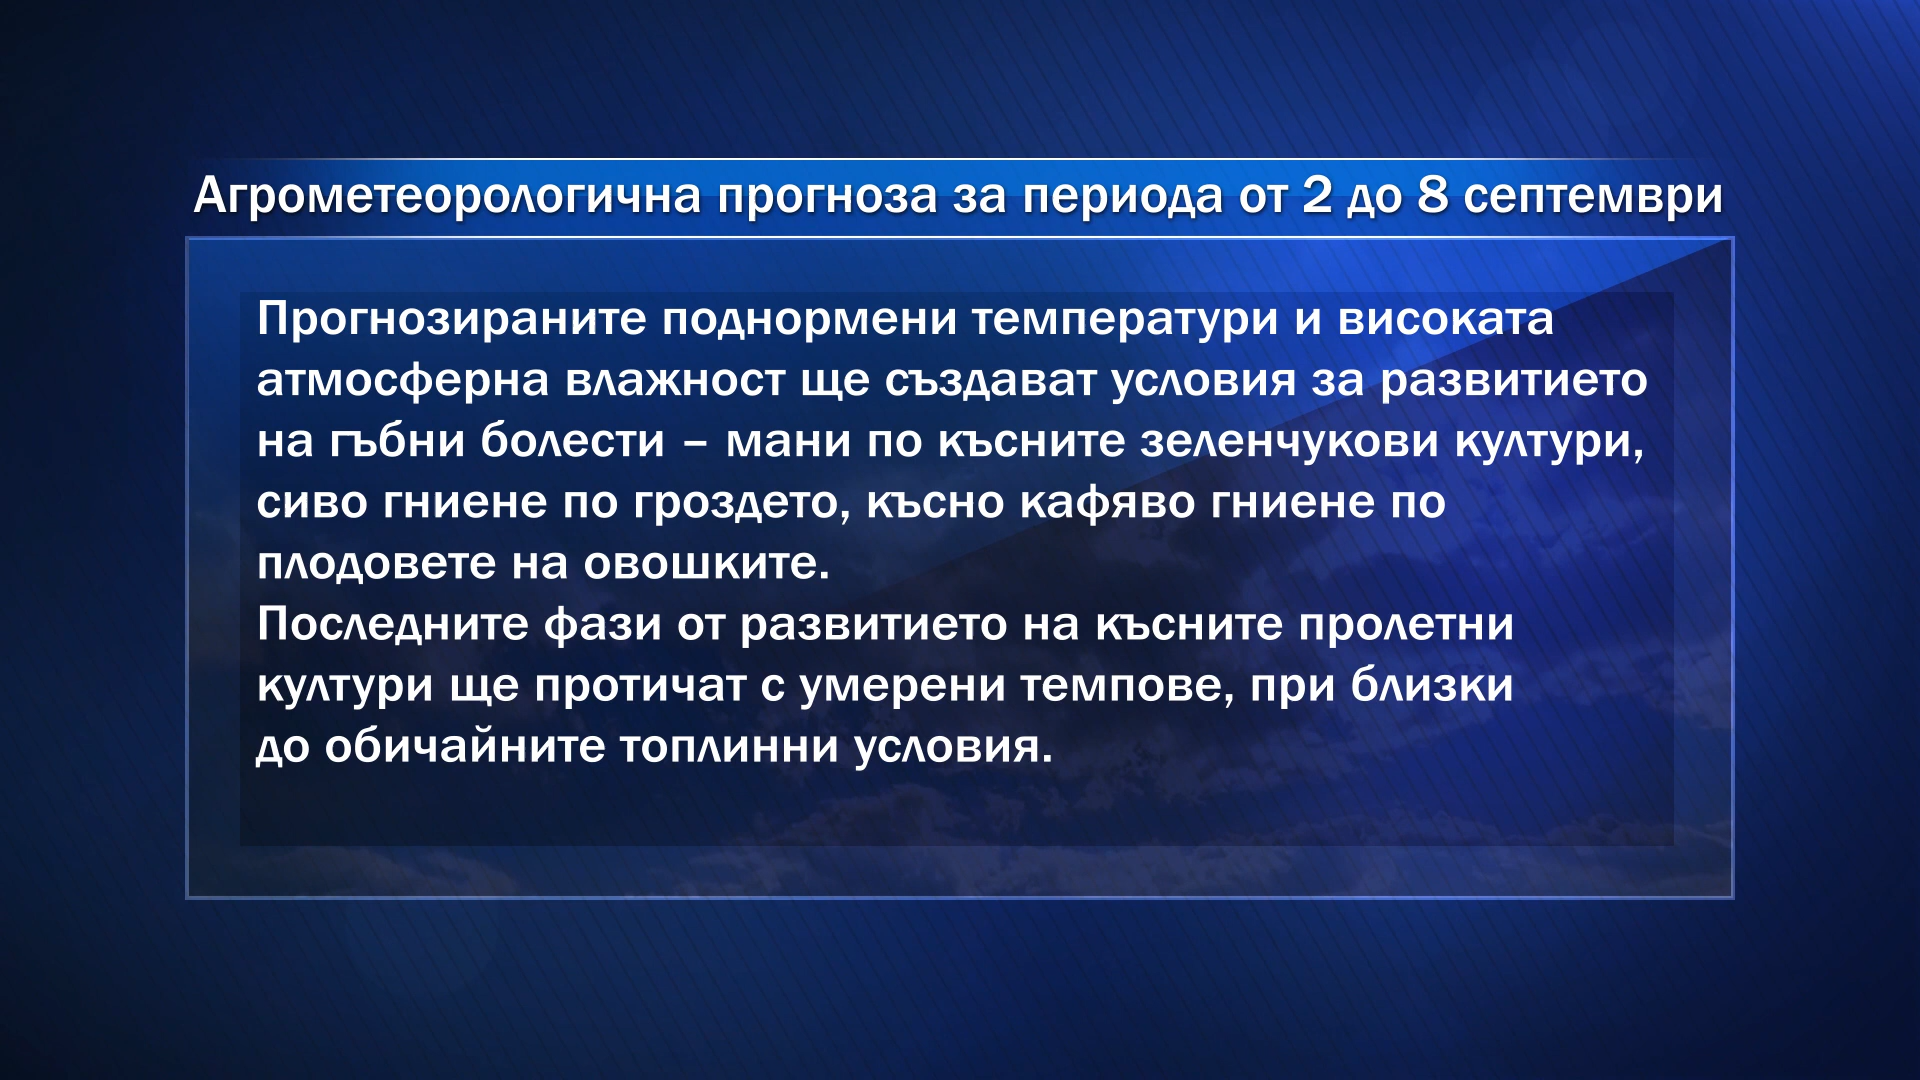 Агрометеорологична прогноза за периода от 2 до 8 септември
Прогнозираните поднормени температури и високата
атмосферна влажност ще създават условия за развитието
на гъбни болести – мани по късните зеленчукови култури,
сиво гниене по гроздето, късно кафяво гниене по
плодовете на овошките.
Последните фази от развитието на късните пролетни
култури ще протичат с умерени темпове, при близки
до обичайните топлинни условия.